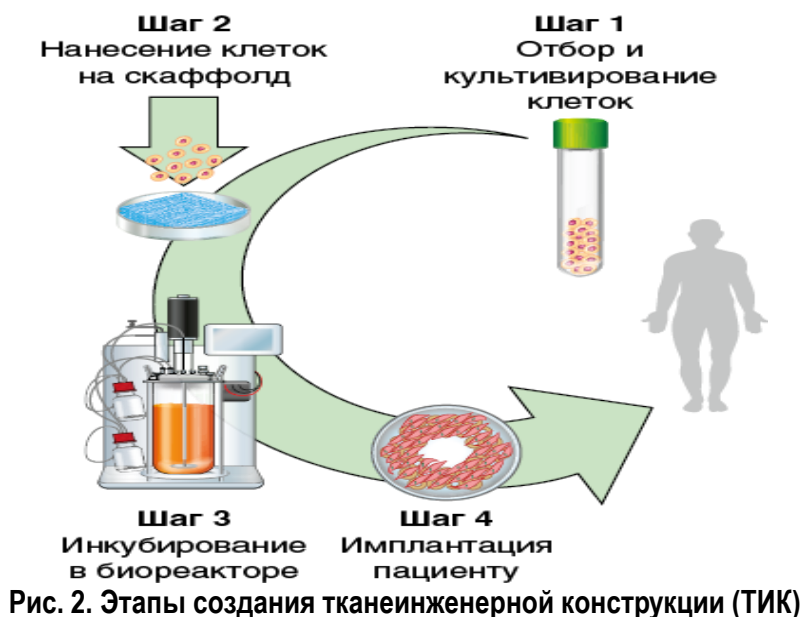 Шаг 2
Нанесение клеток
на скаффолд
Шаг 1
Отбор и
культивирование
клеток
Шаг 3
Инкубирование
в биореакторе
Шаг 4
Имплантация
пациенту
Рис. 2. Этапы создания тканеинженерной конструкции (ТИК)